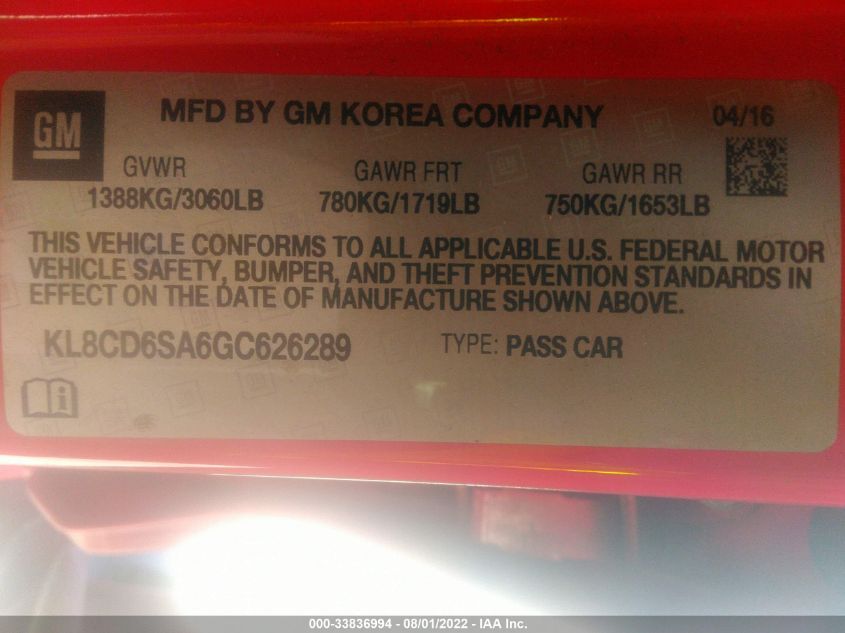 GM
MFD BY GM KOREA COMPANY 04/16
GVWR GAWR FRT GAWR RR
1388KG/3060LB 780KG/1719LB 750KG/1653LB
THIS VEHICLE CONFORMS TO ALL APPLICABLE U.S. FEDERAL MOTOR
VEHICLE SAFETY, BUMPER, AND THEFT PREVENTION STANDARDS IN
EFFECT ON THE DATE OF MANUFACTURE SHOWN ABOVE.
KL8CD6SA6GC626289 TYPE: PASS CAR
000-33836994 - 08/01/2022 - IAA Inc.